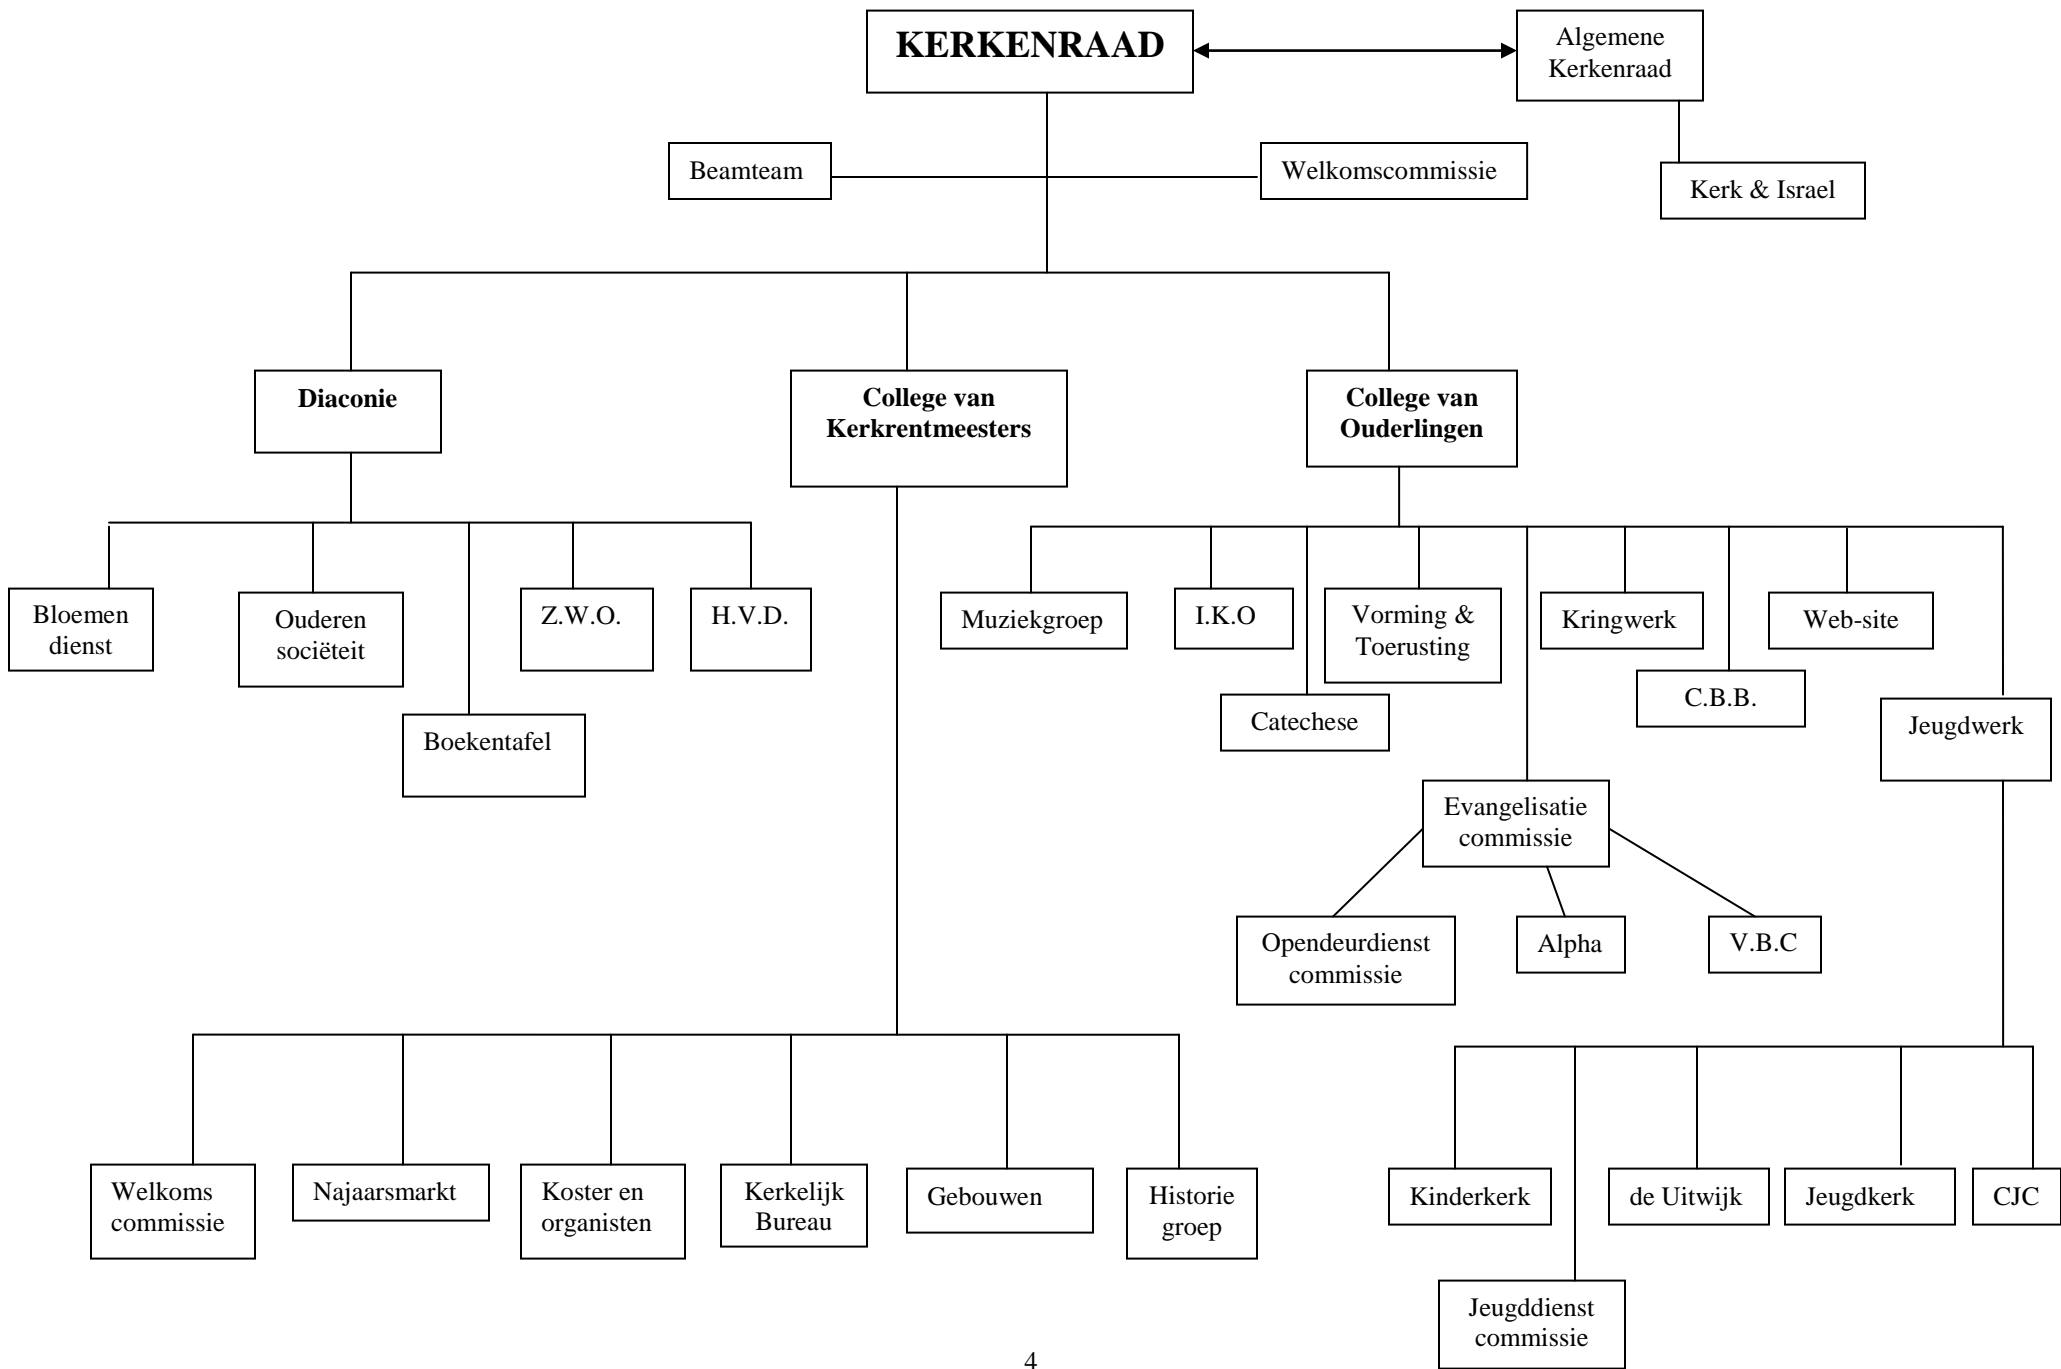 KERKENRAAD
Algemene
Kerkenraad
Beamteam
Welkomscommissie
Kerk & Israel
Diaconie
College van
Kerkrentmeesters
College van
Ouderlingen
Bloemen
dienst
Ouderen
sociëteit
Z.W.O.
H.V.D.
Boekentafel
Muziekgroep
I.K.O
Vorming &
Toerusting
Kringwerk
Web-site
Catechese
C.B.B.
Jeugdwerk
Evangelisatie
commissie
Opendeurdienst
commissie
Alpha
V.B.C
Welkoms
commissie
Najaarsmarkt
Koster en
organisten
Kerkelijk
Bureau
Gebouwen
Historie
groep
Kinderkerk
de Uitwijk
Jeugdkerk
CJC
Jeugddienst
commissie
4